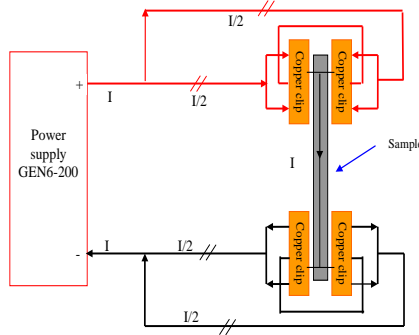 I/2
+
I
I/2
Power
supply
GEN6-200
Copper clip
Copper clip
I
Sample
Copper clip
Copper clip
-
I
I/2
I/2